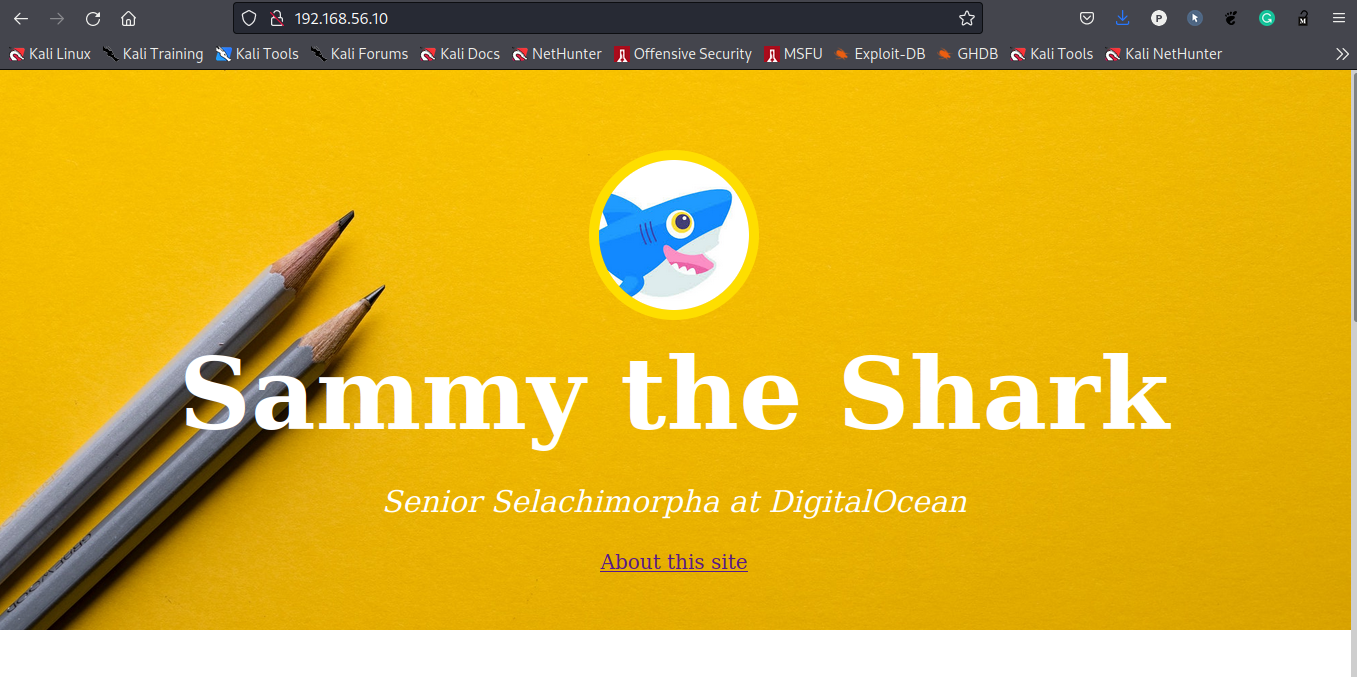 192.168.56.10
Kali Linux Kali Training Kali Tools Kali Forums Kali Docs NetHunter Offensive Security MSFU Exploit-DB GHDB Kali Tools Kali NetHunter
Sammy the Shark
Senior Selachimorpha at DigitalOcean
About this site